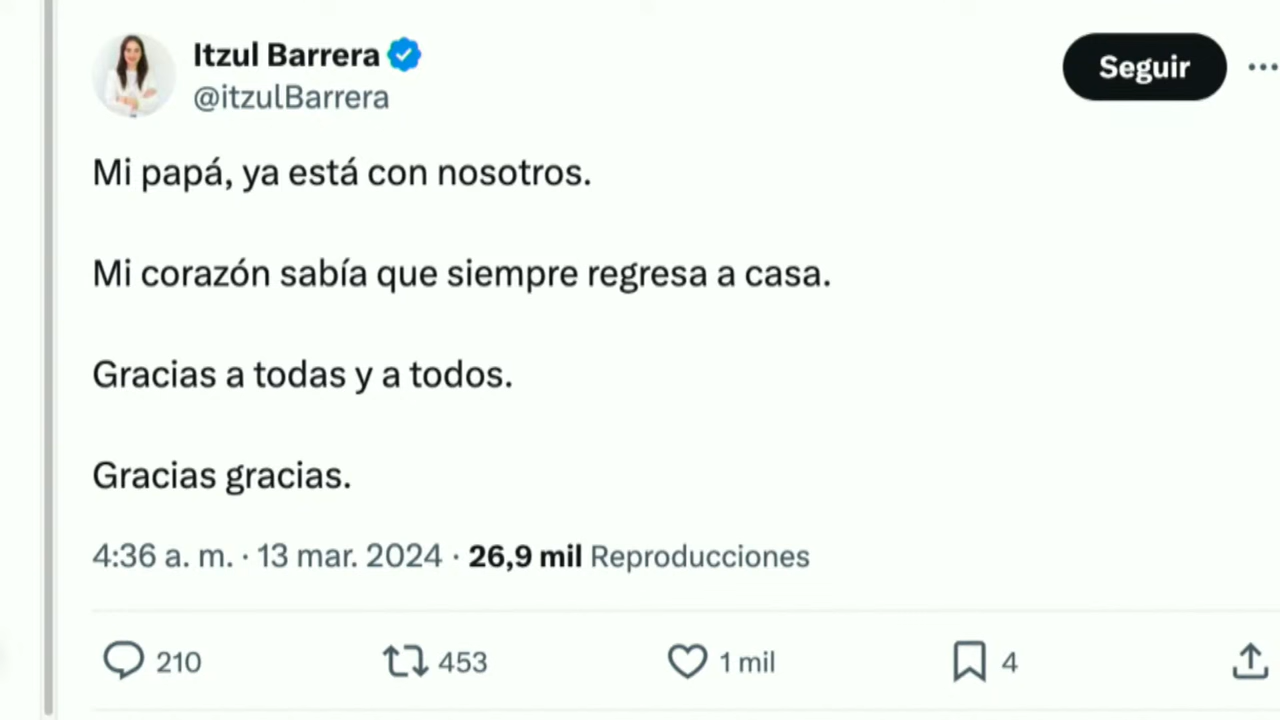 Itzul Barrera
@itzulBarrera
Seguir
Mi papá, ya está con nosotros.
Mi corazón sabía que siempre regresa a casa.
Gracias a todas y a todos.
Gracias gracias.
4:36 a. m. · 13 mar. 2024 · 26,9 mil Reproducciones
210 453 1 mil 4